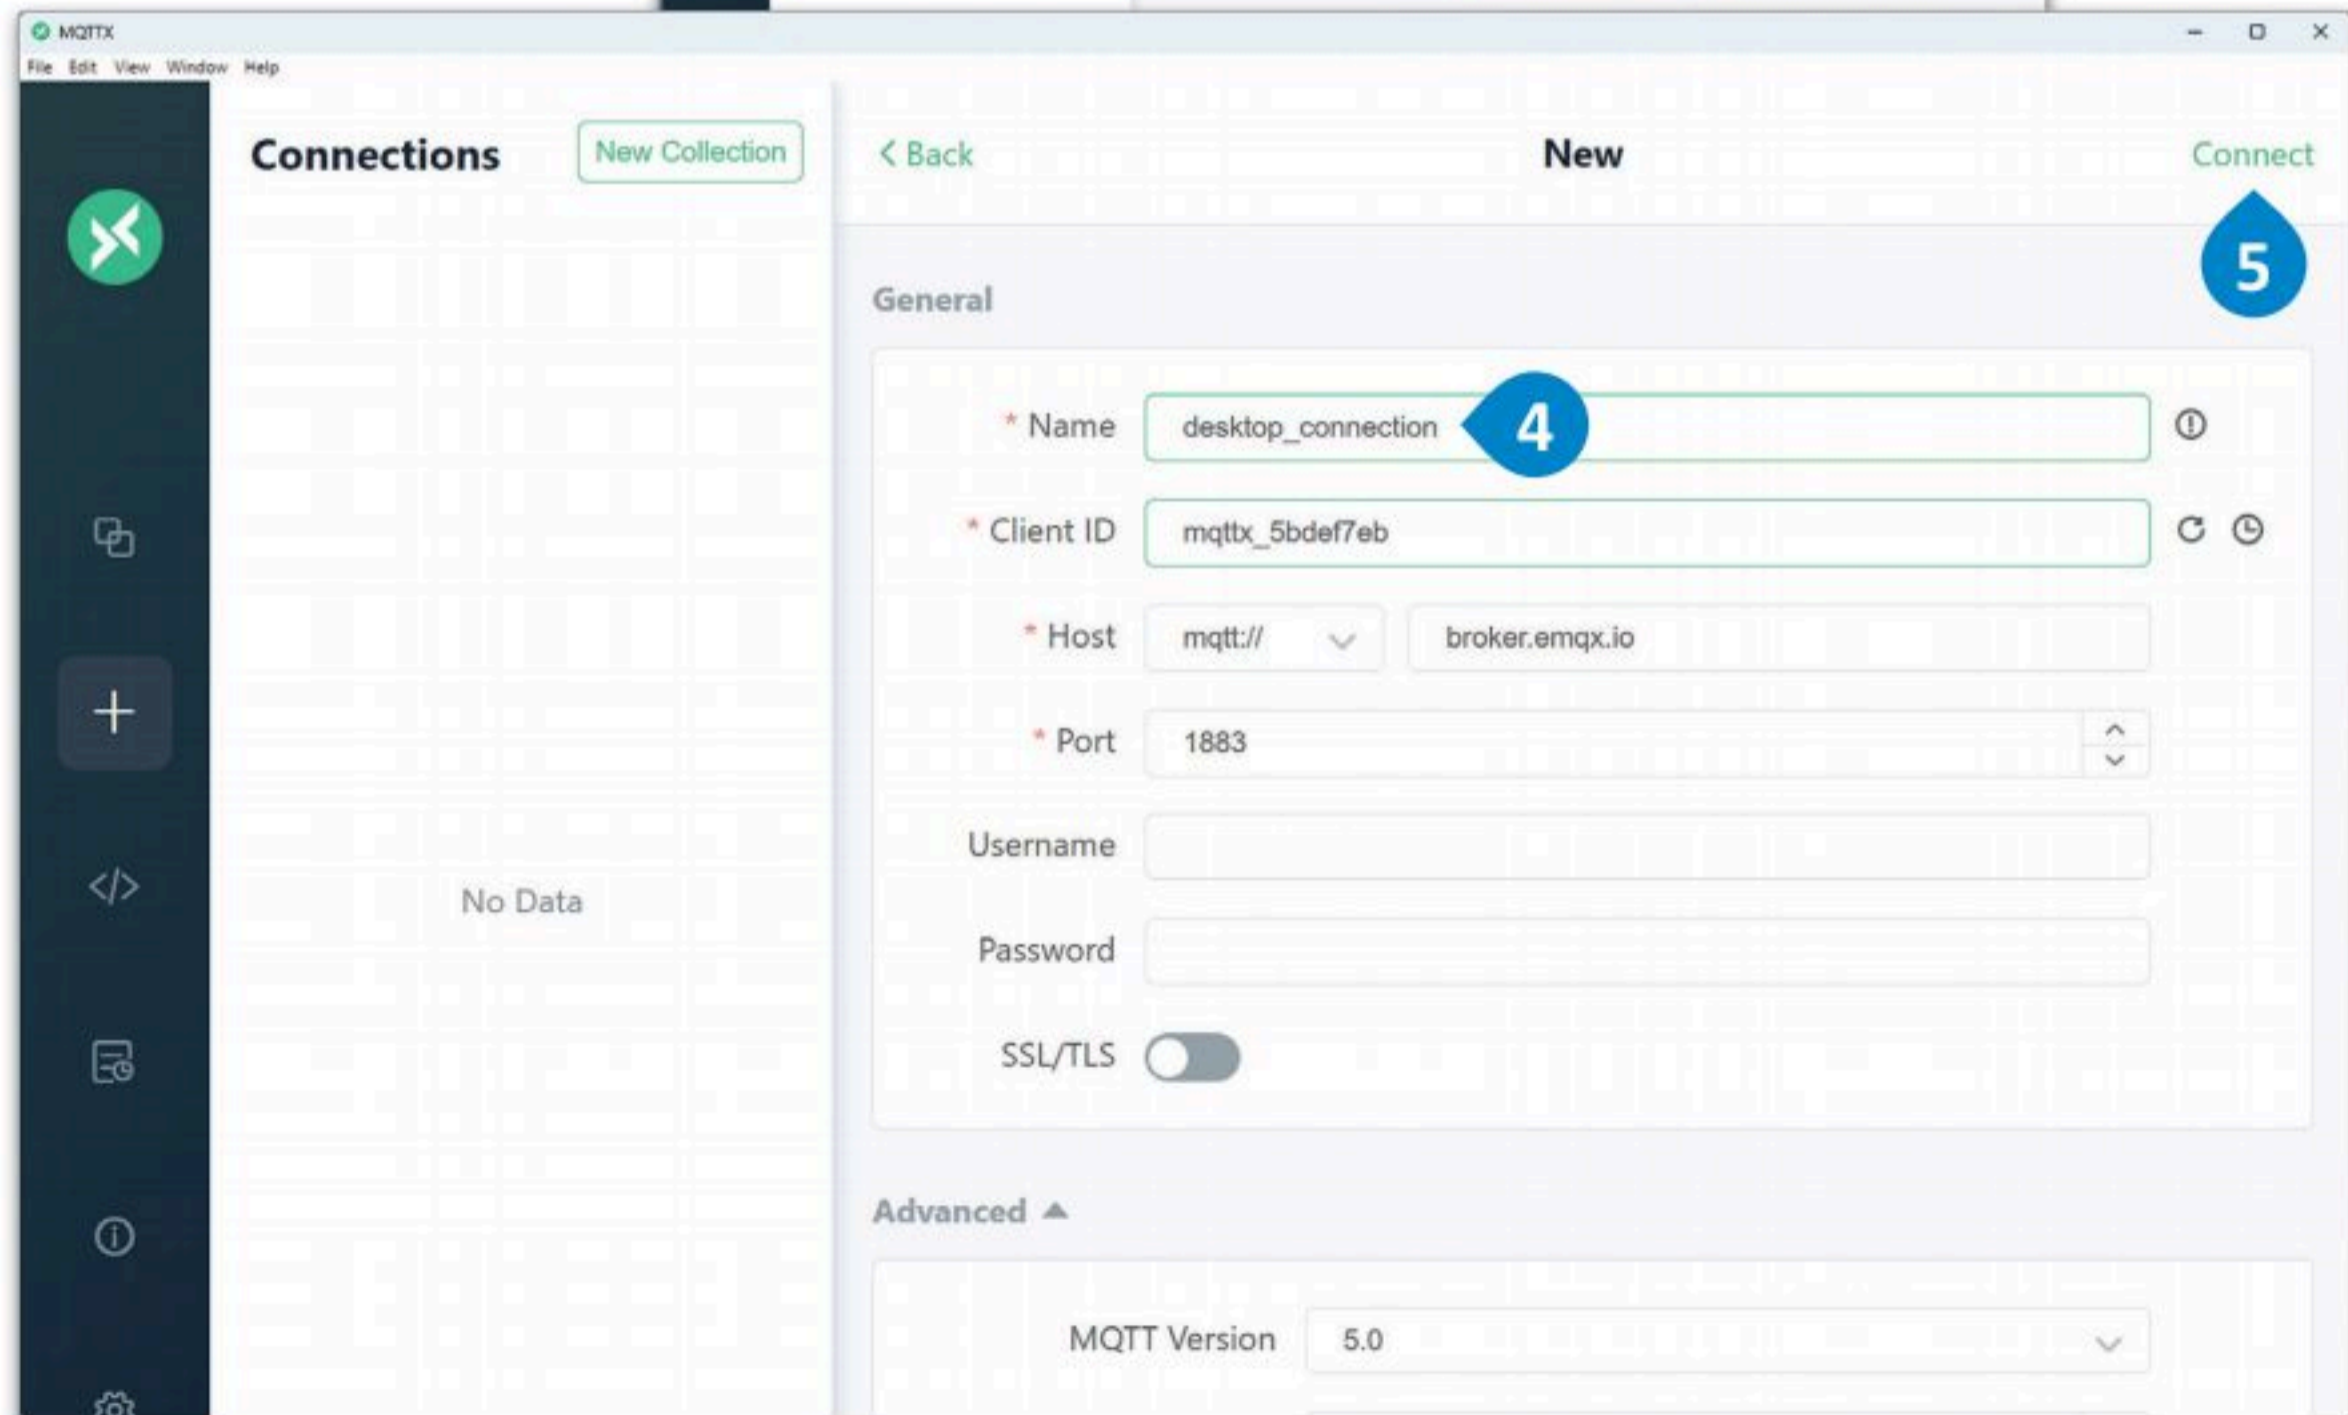 MQTTX
File Edit View Window Help
Connections
New Collection
Back
New
Connect
5
General
* Name desktop_connection 4
* Client ID mqttx_5bdef7eb
* Host mqtt:// broker.emqx.io
* Port 1883
Username
No Data
Password
SSL/TLS
Advanced
MQTT Version 5.0